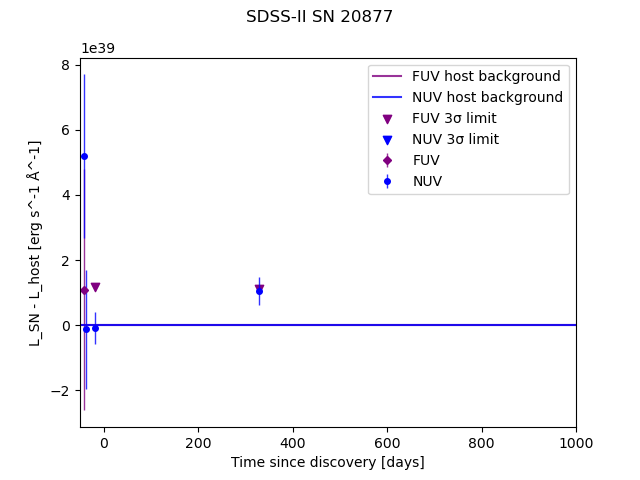 SDSS-II SN 20877
1e39
8
6
4
2
0
−2
L_SN - L_host [erg s^-1 Å^-1]
FUV host background
NUV host background
FUV 3σ limit
NUV 3σ limit
FUV
NUV
0 200 400 600 800 1000
Time since discovery [days]